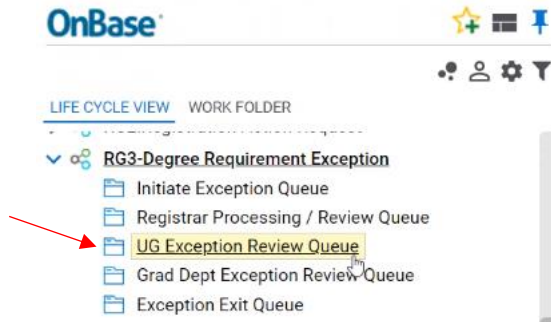 OnBase
LIFE CYCLE VIEW WORK FOLDER
RG3-Degree Requirement Exception
Initiate Exception Queue
Registrar Processing / Review Queue
UG Exception Review Queue
Grad Dept Exception Review Queue
Exception Exit Queue